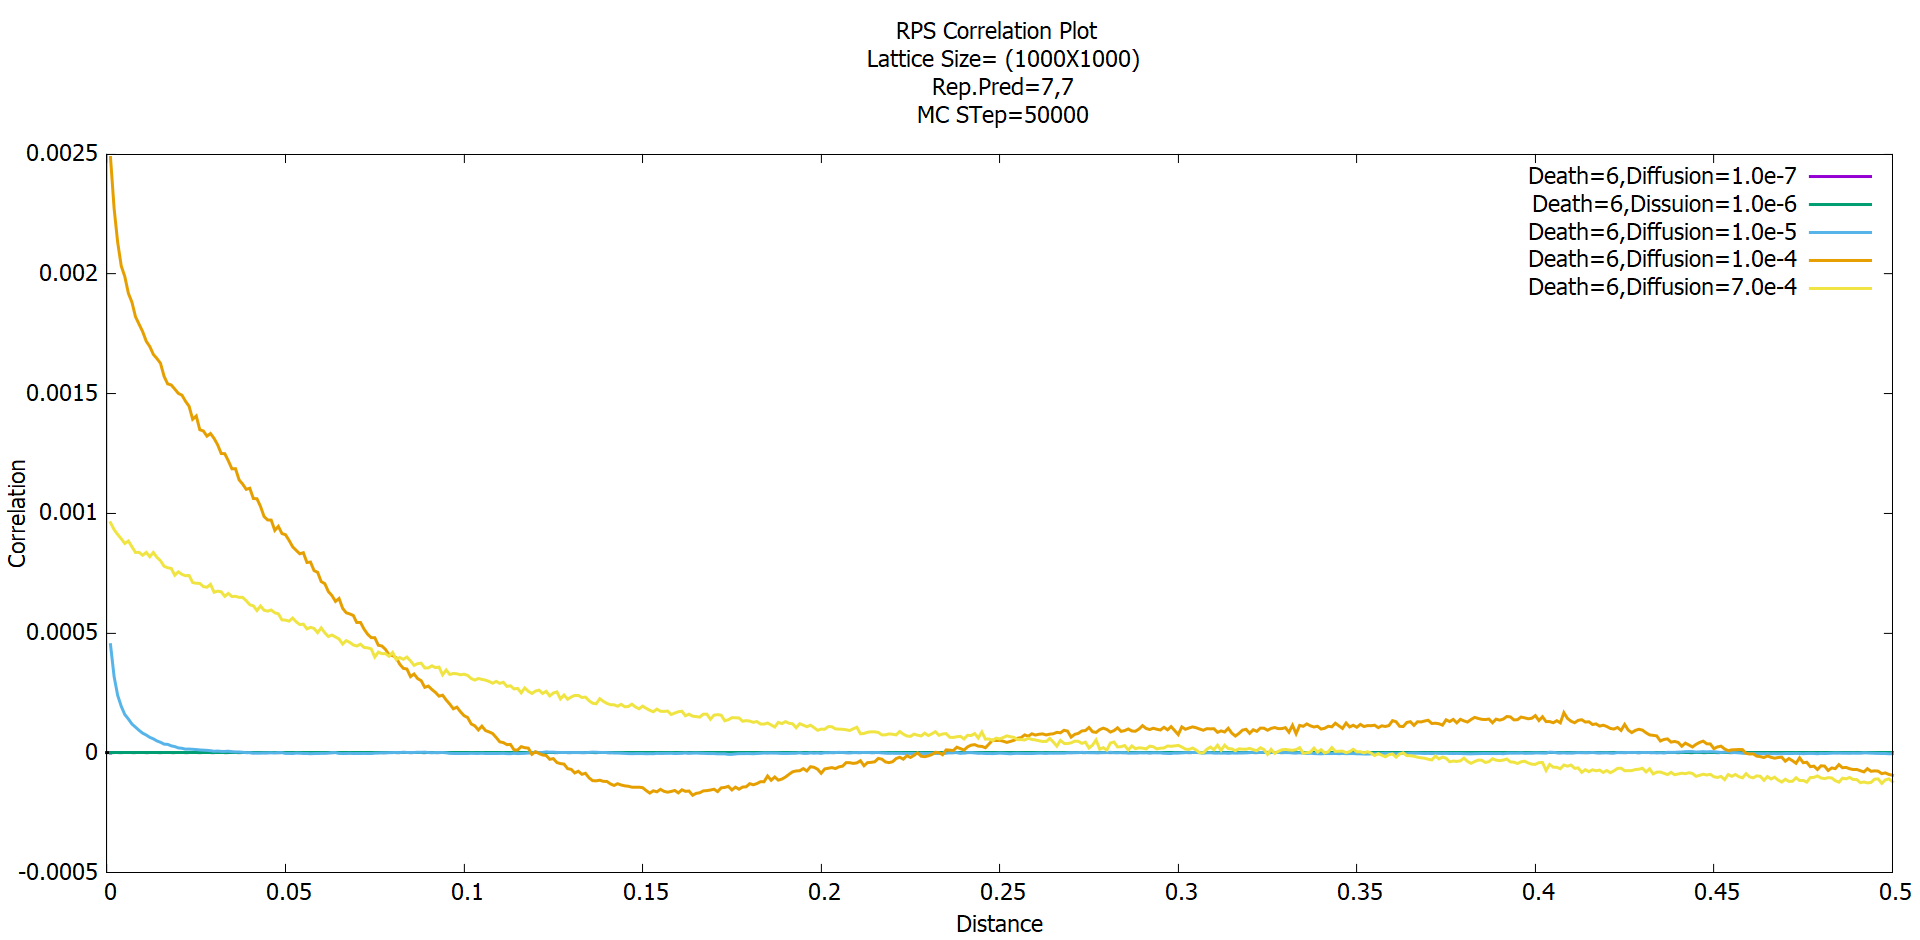 RPS Correlation Plot
Lattice Size= (1000X1000)
Rep.Pred=7,7
MC STep=50000
0.0025
0.002
0.0015
0.001
0.0005
0
-0.0005
Correlation
Death=6,Diffusion=1.0e-7
Death=6,Dissuion=1.0e-6
Death=6,Diffusion=1.0e-5
Death=6,Diffusion=1.0e-4
Death=6,Diffusion=7.0e-4
0 0.05 0.1 0.15 0.2 0.25 0.3 0.35 0.4 0.45 0.5
Distance